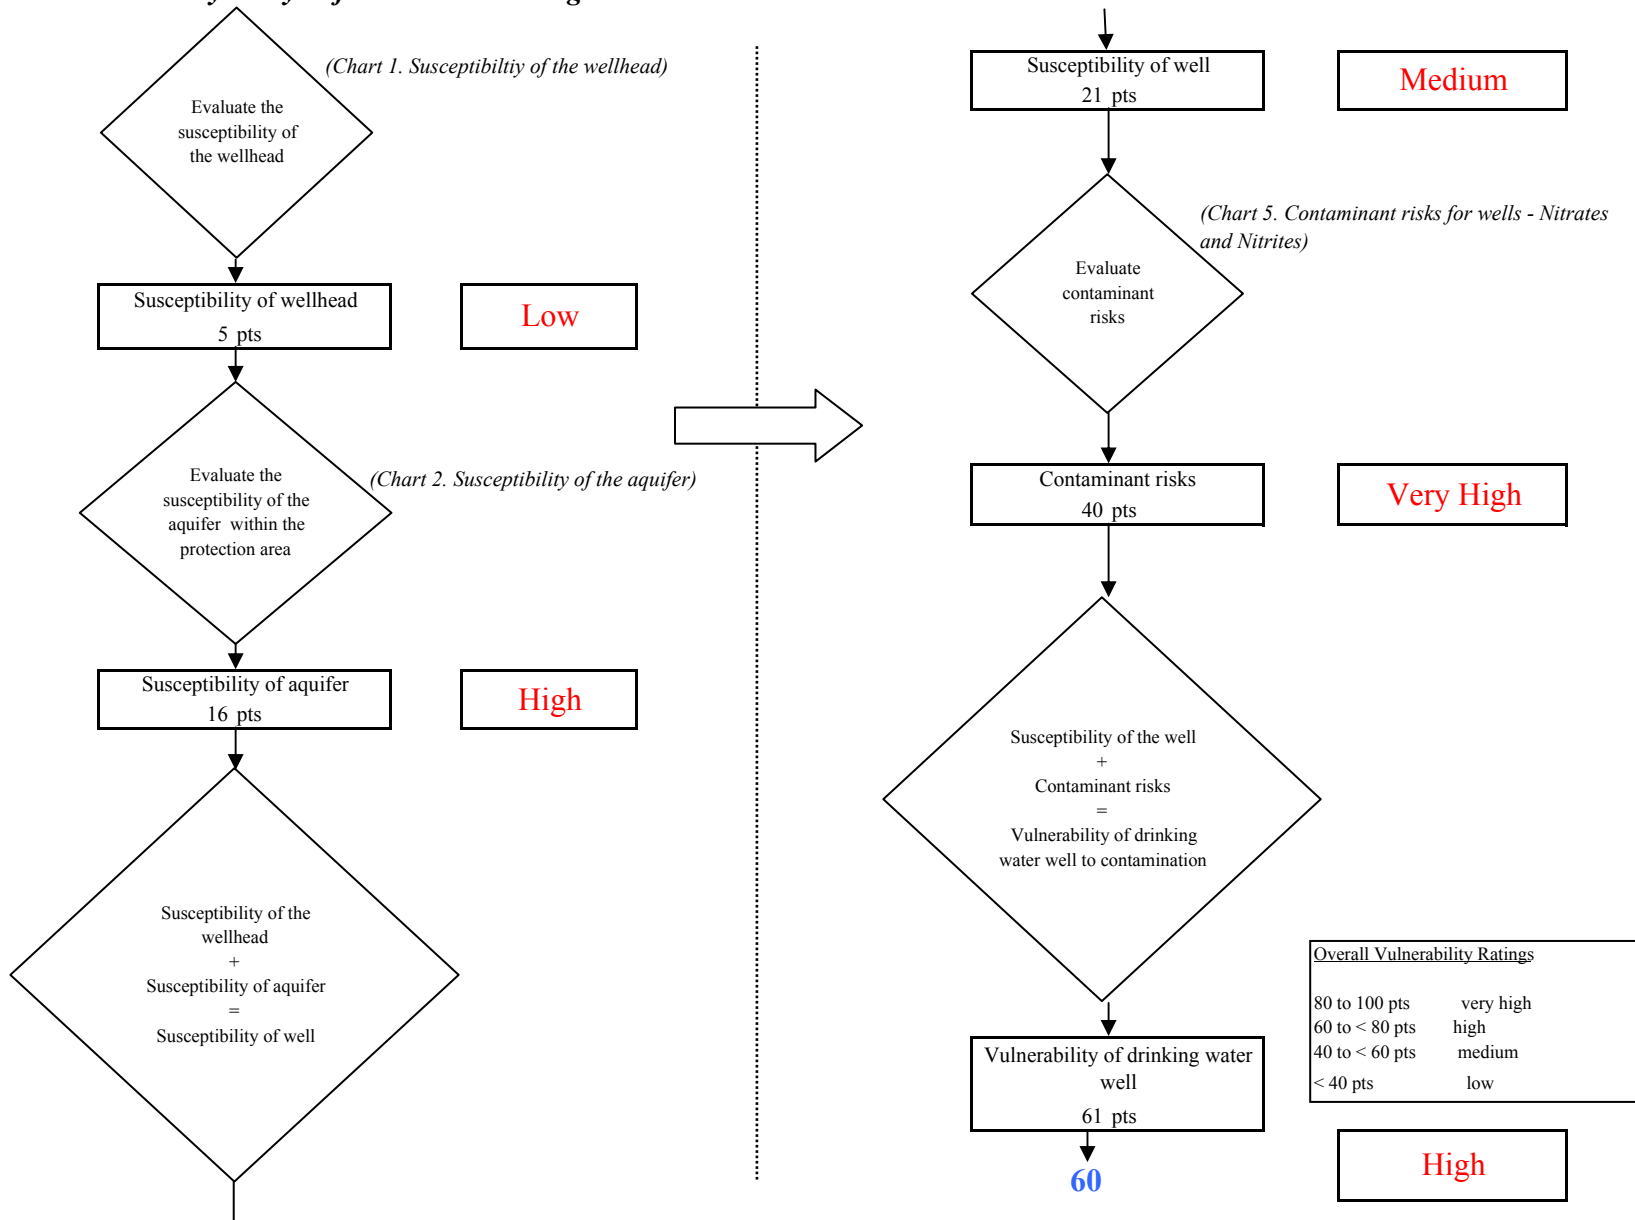 (Chart 1. Susceptibiltiy of the wellhead)
Evaluate the
susceptibility of
the wellhead
Susceptibility of wellhead
5 pts
Low
Evaluate the
susceptibility of the
aquifer within the
protection area
(Chart 2. Susceptibility of the aquifer)
Susceptibility of aquifer
16 pts
High
Susceptibility of the
wellhead
+
Susceptibility of aquifer
=
Susceptibility of well
Susceptibility of well
21 pts
Medium
(Chart 5. Contaminant risks for wells - Nitrates
and Nitrites)
Evaluate
contaminant
risks
Contaminant risks
40 pts
Very High
Susceptibility of the well
+
Contaminant risks
=
Vulnerability of drinking
water well to contamination
Overall Vulnerability Ratings
80 to 100 pts very high
60 to < 80 pts high
40 to < 60 pts medium
< 40 pts low
Vulnerability of drinking water
well
61 pts
60
High